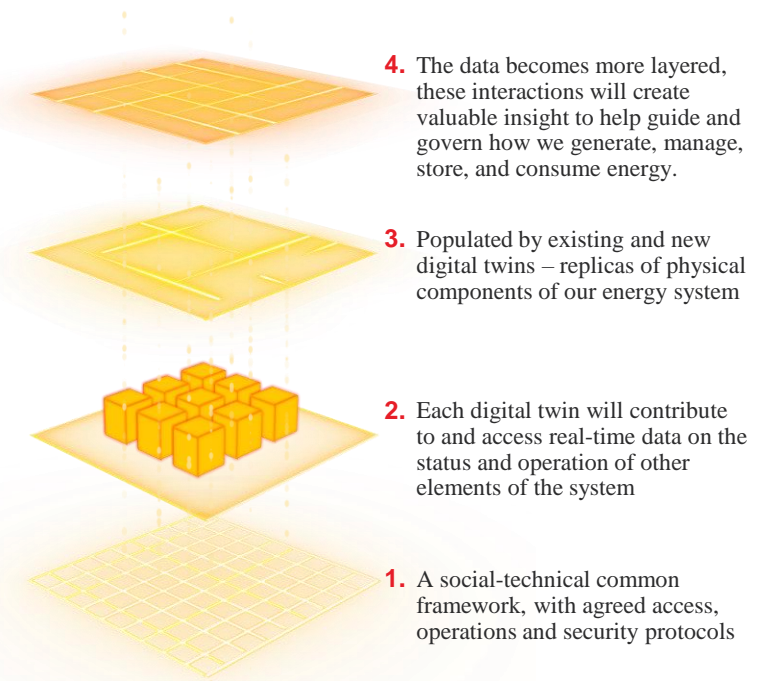 4. The data becomes more layered,
these interactions will create
valuable insight to help guide and
govern how we generate, manage,
store, and consume energy.
3. Populated by existing and new
digital twins – replicas of physical
components of our energy system
2. Each digital twin will contribute
to and access real-time data on the
status and operation of other
elements of the system
1. A social-technical common
framework, with agreed access,
operations and security protocols